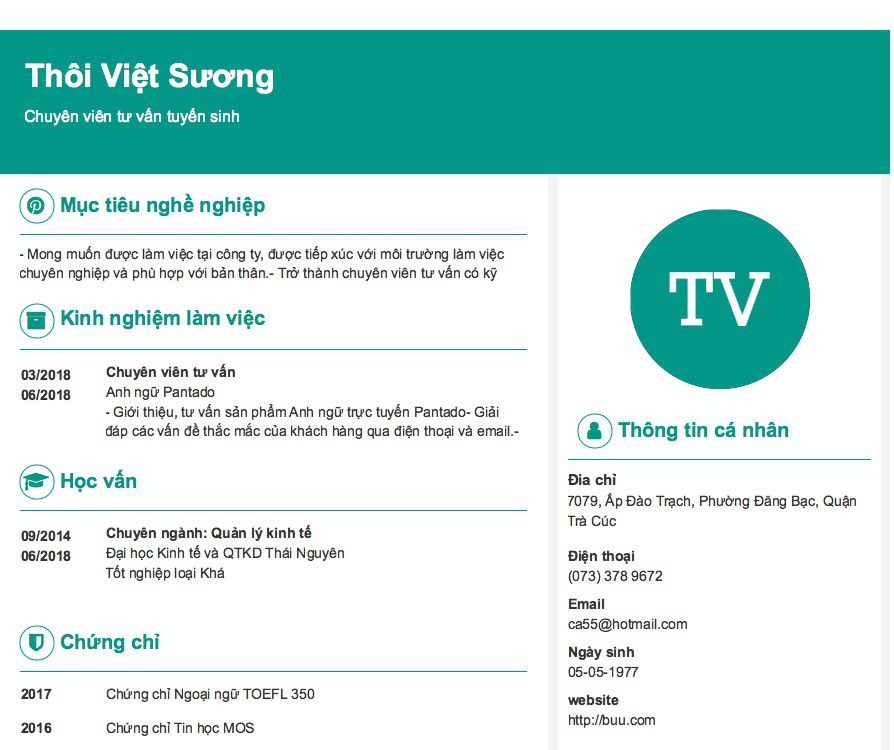 Thôi Việt Sương
Chuyên viên tư vấn tuyển sinh
Mục tiêu nghề nghiệp
- Mong muốn được làm việc tại công ty, được tiếp xúc với môi trường làm việc
chuyên nghiệp và phù hợp với bản thân.- Trở thành chuyên viên tư vấn có kỹ
Kinh nghiệm làm việc
03/2018
06/2018
Chuyên viên tư vấn
Anh ngữ Pantado
- Giới thiệu, tư vấn sản phẩm Anh ngữ trực tuyến Pantado- Giải
đáp các vấn đề thắc mắc của khách hàng qua điện thoại và email.-
Học vấn
09/2014
06/2018
Chuyên ngành: Quản lý kinh tế
Đại học Kinh tế và QTKD Thái Nguyên
Tốt nghiệp loại Khá
Chứng chỉ
2017 Chứng chỉ Ngoại ngữ TOEFL 350
2016 Chứng chỉ Tin học MOS
TV
Thông tin cá nhân
Đia chỉ
7079, Ấp Đào Trạch, Phường Đăng Bạc, Quận
Trà Cúc
Điện thoại
(073) 378 9672
Email
ca55@hotmail.com
Ngày sinh
05-05-1977
website
http://buu.com